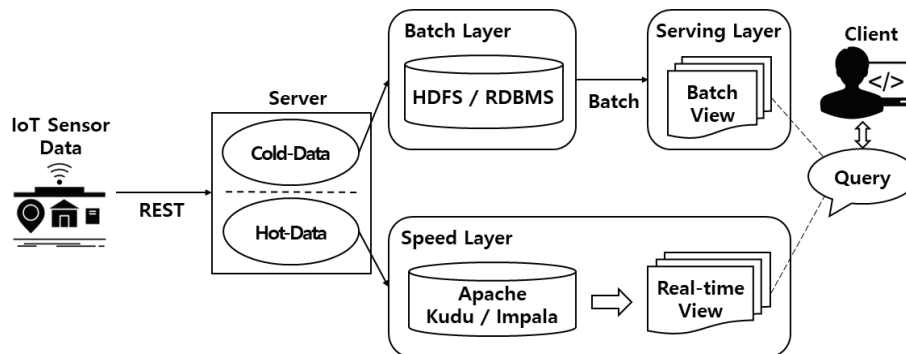 IoT Sensor
Data
REST
Server
Cold-Data
Hot-Data
Batch Layer
HDFS / RDBMS
Batch
Serving Layer
Batch
View
Speed Layer
Apache
Kudu / Impala
Real-time
View
Client
</>
Query